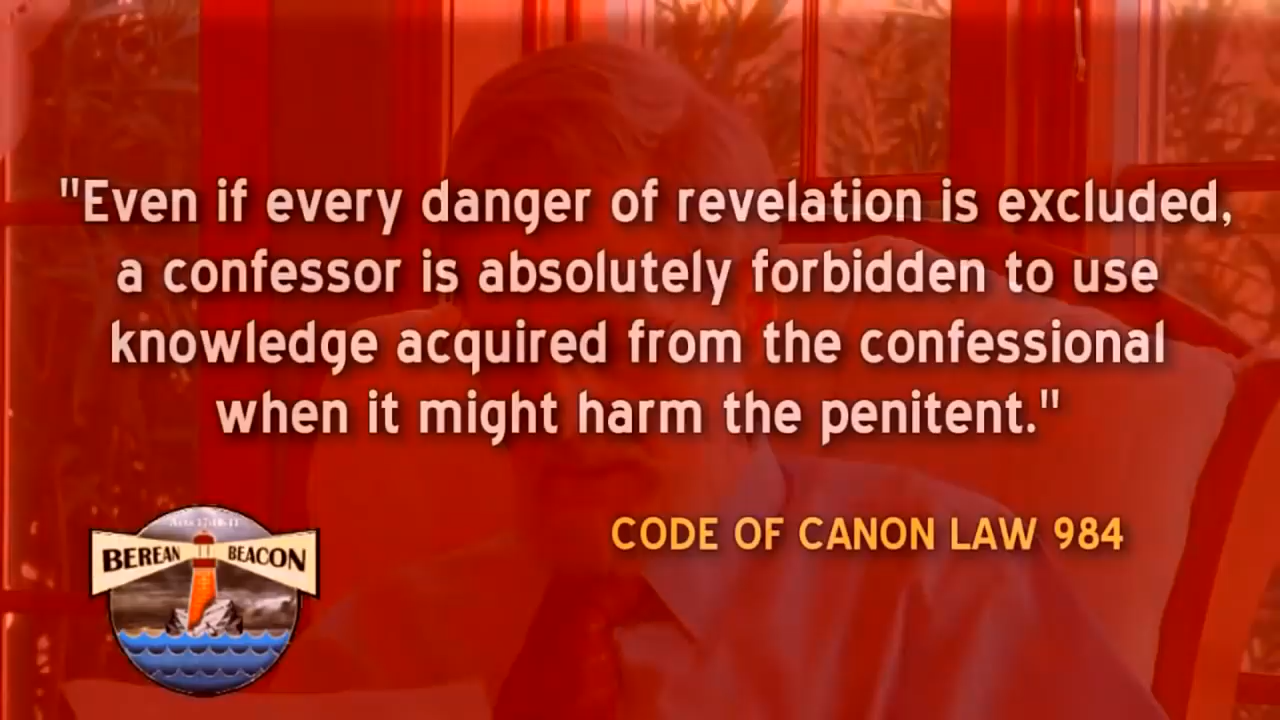 "Even if every danger of revelation is excluded,
a confessor is absolutely forbidden to use
knowledge acquired from the confessional
when it might harm the penitent."
CODE OF CANON LAW 984
BEREAN BEACON